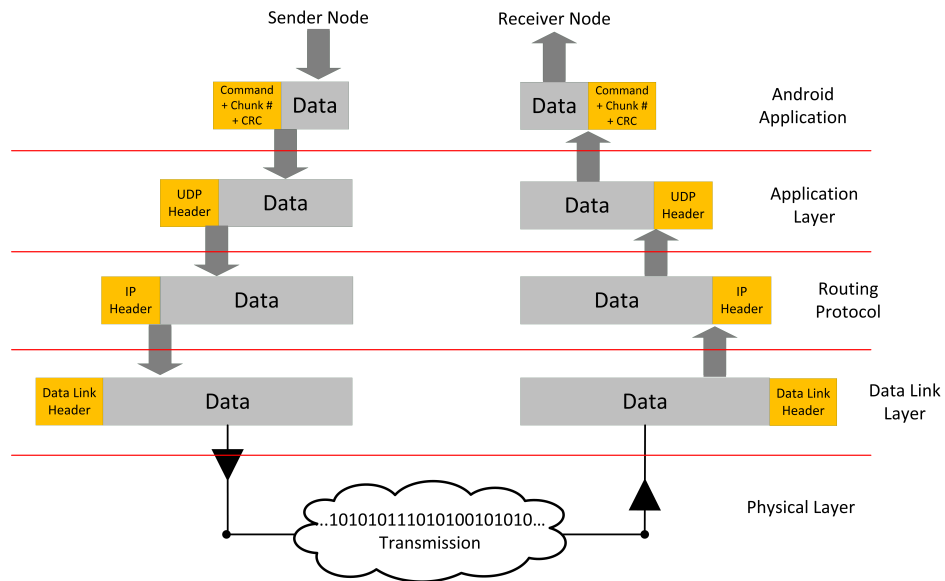 Sender Node
Receiver Node
Command
+ Chunk #
+ CRC
Data
Data
Command
+ Chunk #
+ CRC
Android
Application
UDP
Header
Data
Data
UDP
Header
Application
Layer
IP
Header
Data
Data
IP
Header
Routing
Protocol
Data Link
Header
Data
Data
Data Link
Header
Data Link
Layer
..101010111010100101010...
Transmission
Physical Layer